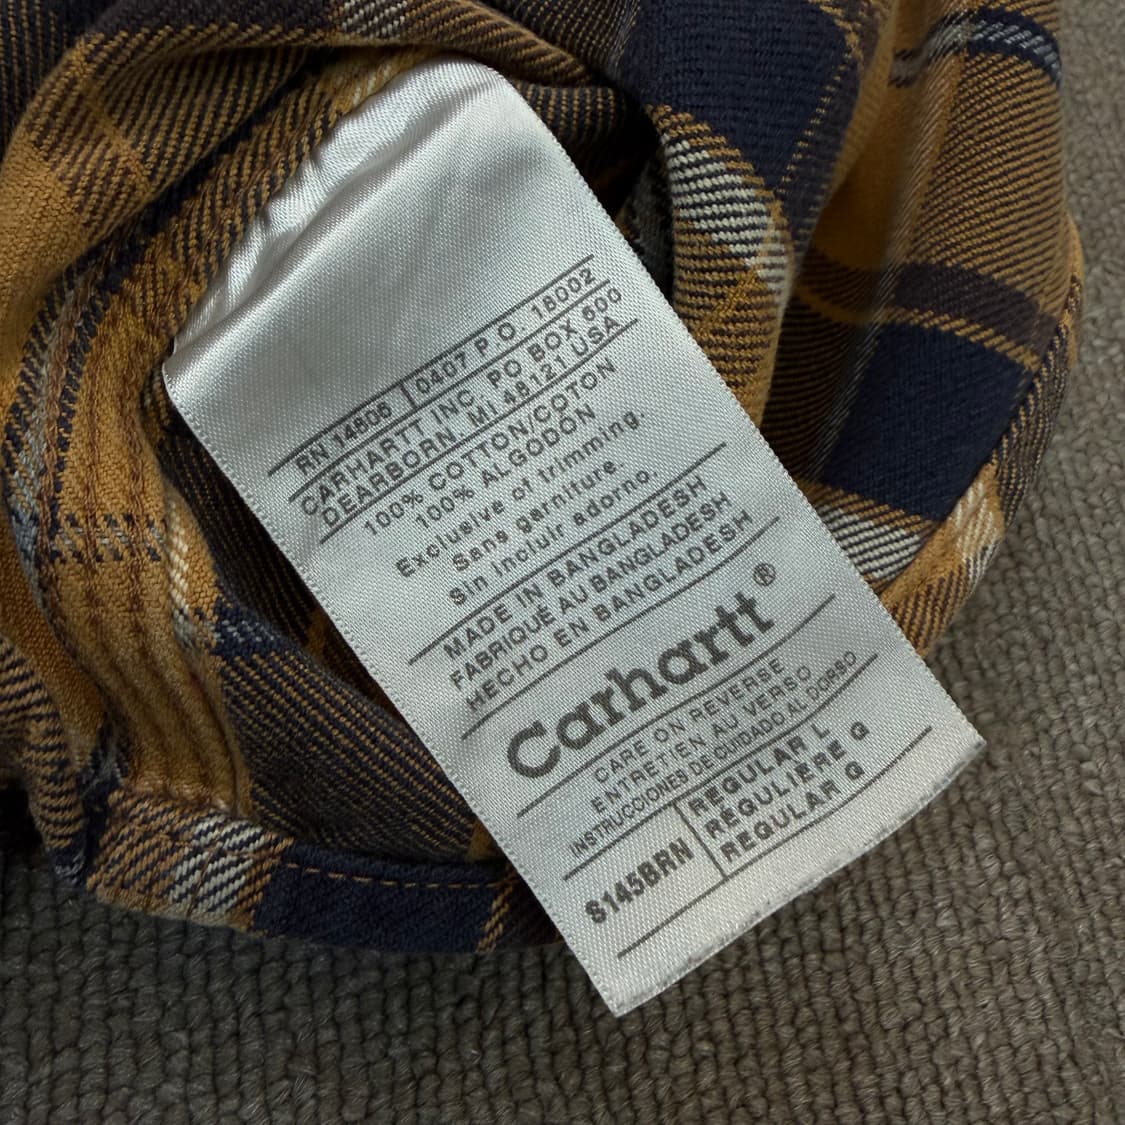 RN 14806 0407 P.O. 18002
CARHARTT INC PO BOX 600
DEARBORN, MI 48121 USA
100% COTTON/COTON
100% ALGODÓN
Exclusive of trimming.
Sans garniture.
Sin incluir adorno.
MADE IN BANGLADESH
FABRIQUÉ AU BANGLADESH
HECHO EN BANGLADESH
Carhartt®
CARE ON REVERSE
ENTRETIEN AU VERSO
INSTRUCCIONES DE CUIDADO AL DORSO
S145BRN REGULAR L
REGULIÈRE G
REGULAR G